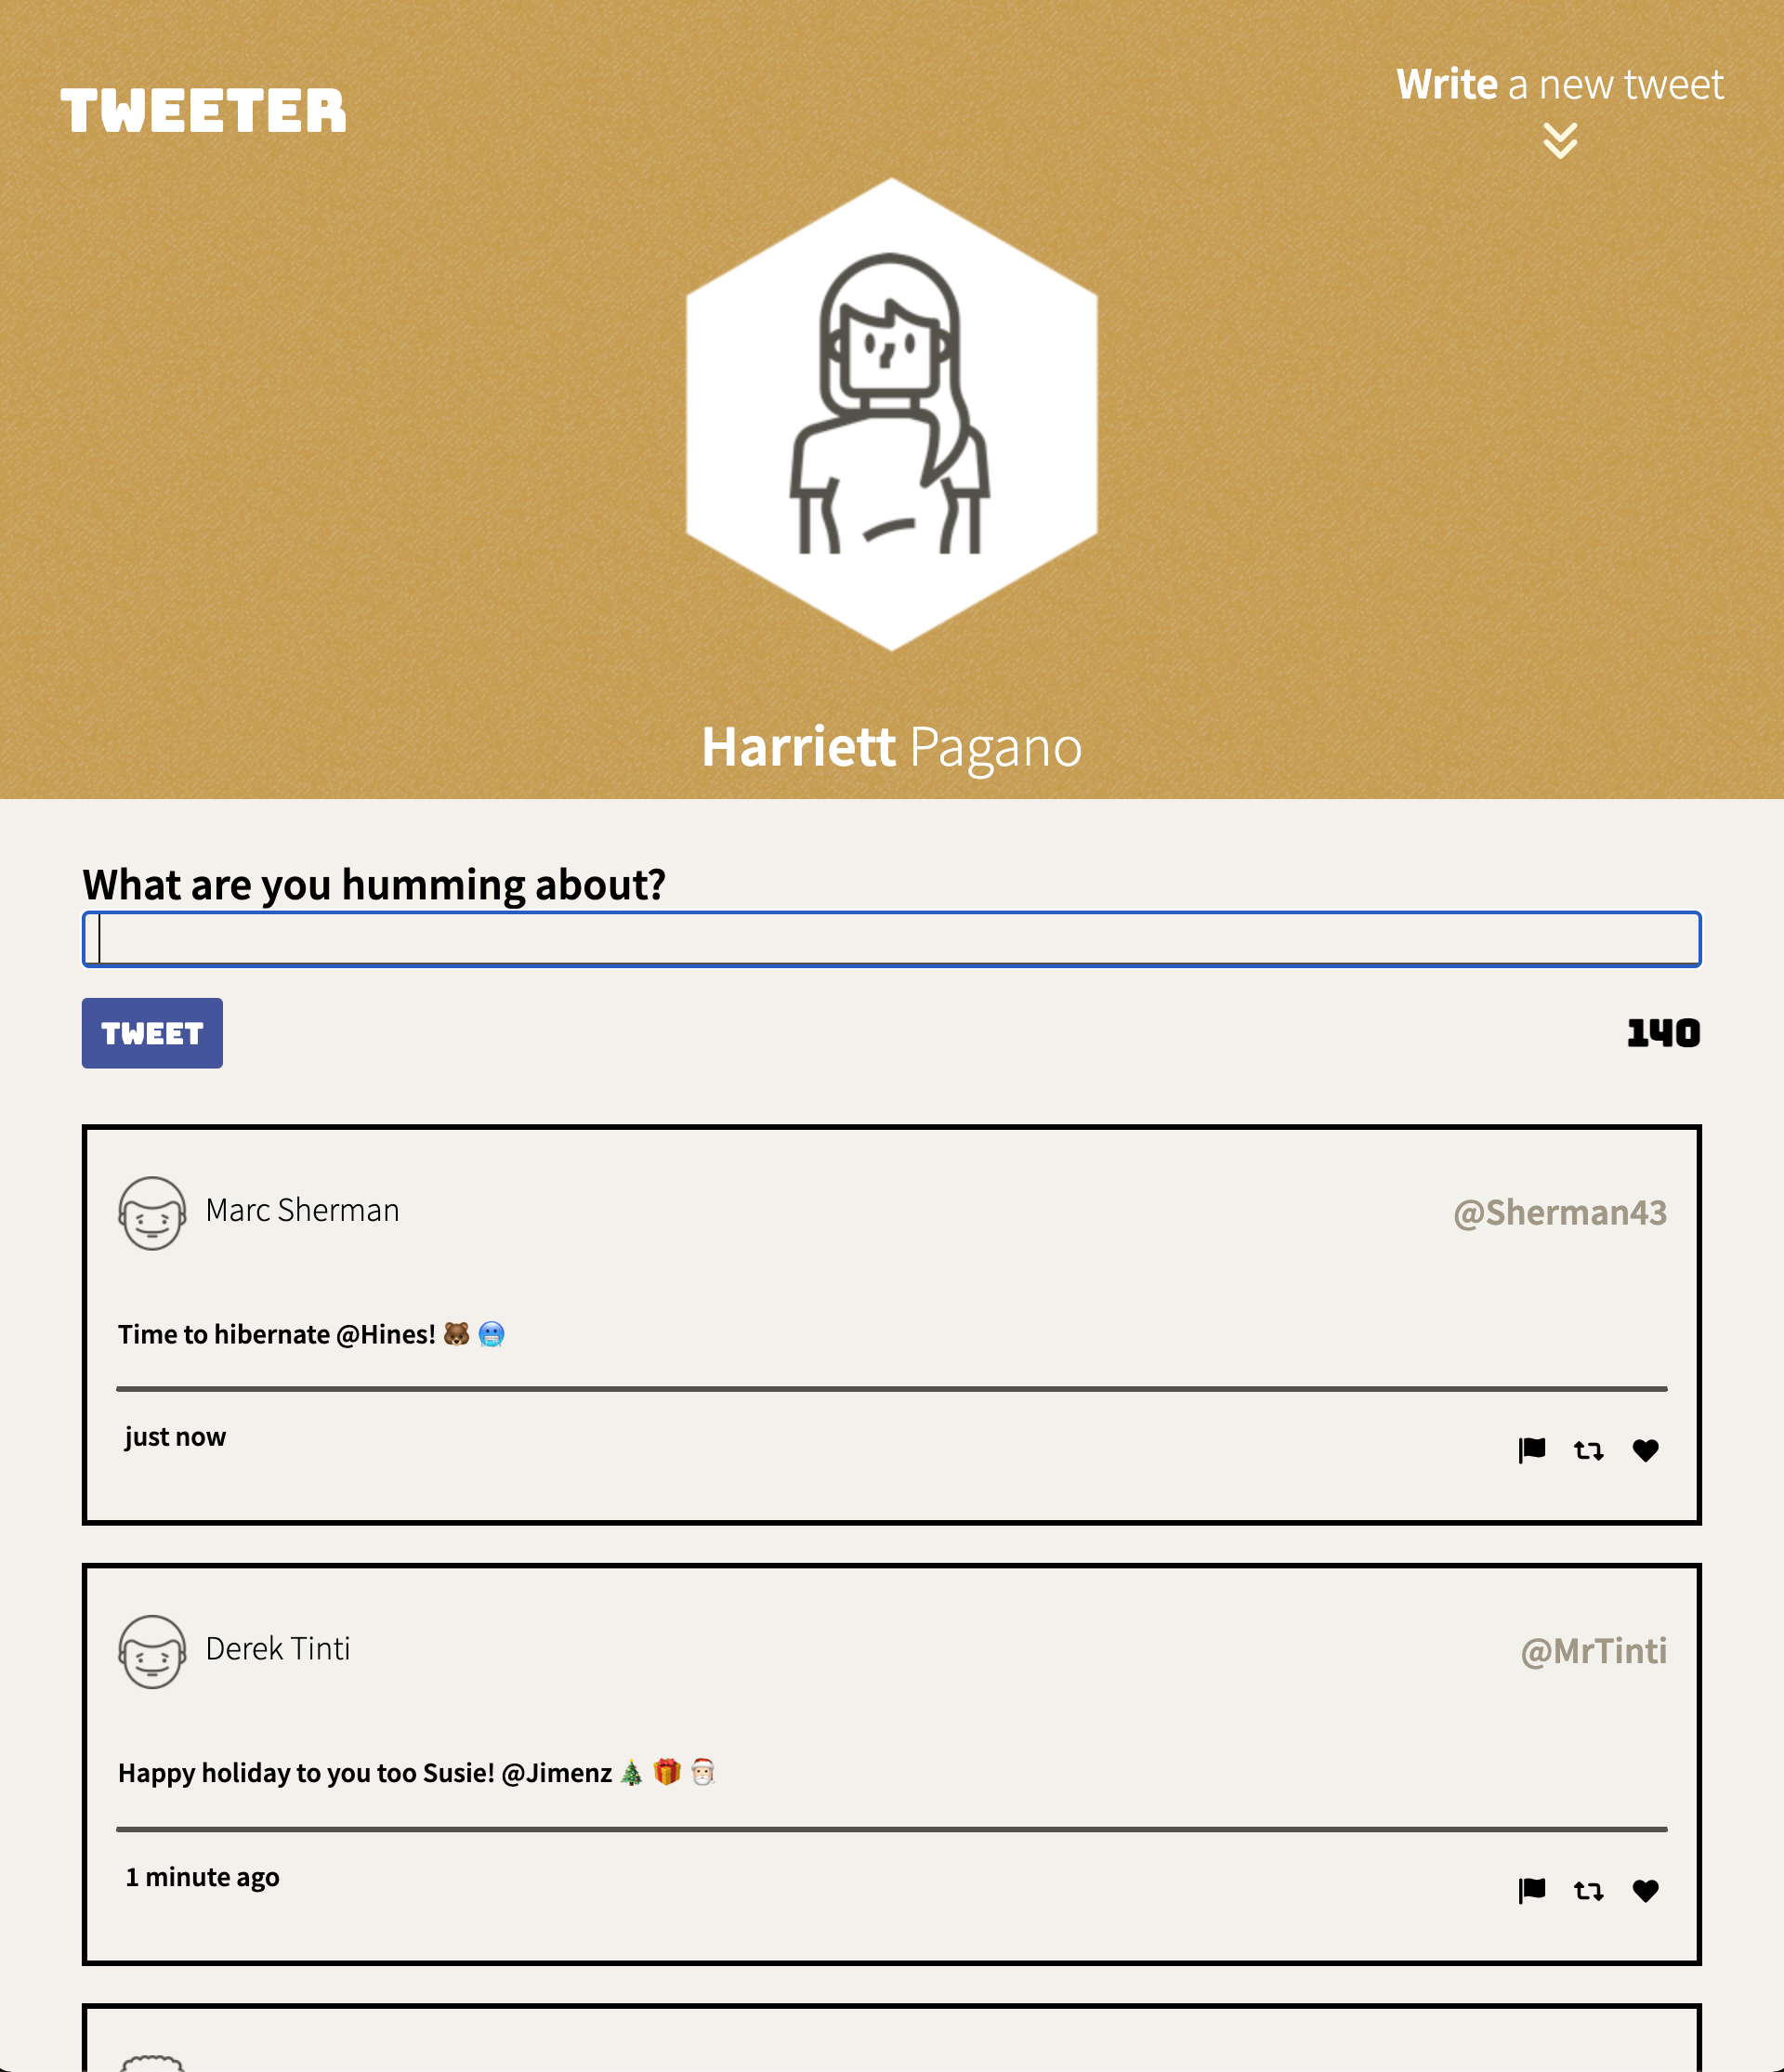 TWEETER
Write a new tweet
Harriett Pagano
What are you humming about?
TWEET
140
Marc Sherman
@Sherman43
Time to hibernate @Hines! 🐻 🥶
just now
Derek Tinti
@MrTinti
Happy holiday to you too Susie! @Jimenz 🎄 🎁 🎅🏻
1 minute ago